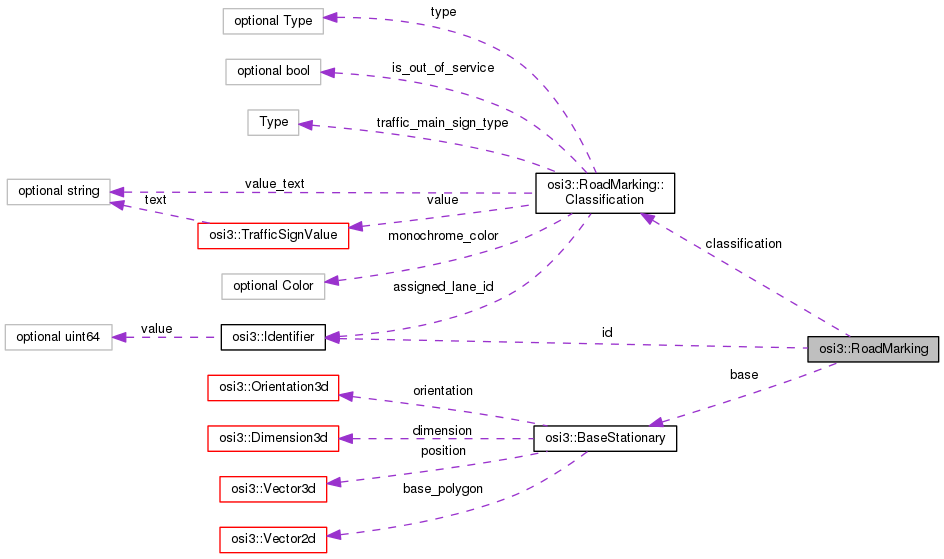 optional Type
type
optional bool
is_out_of_service
Type
traffic_main_sign_type
osi3::RoadMarking::
Classification
optional string
value_text
text
value
osi3::TrafficSignValue
monochrome_color
classification
optional Color
assigned_lane_id
optional uint64
value
osi3::Identifier
id
osi3::RoadMarking
osi3::Orientation3d
orientation
base
osi3::Dimension3d
dimension
osi3::BaseStationary
position
osi3::Vector3d
base_polygon
osi3::Vector2d